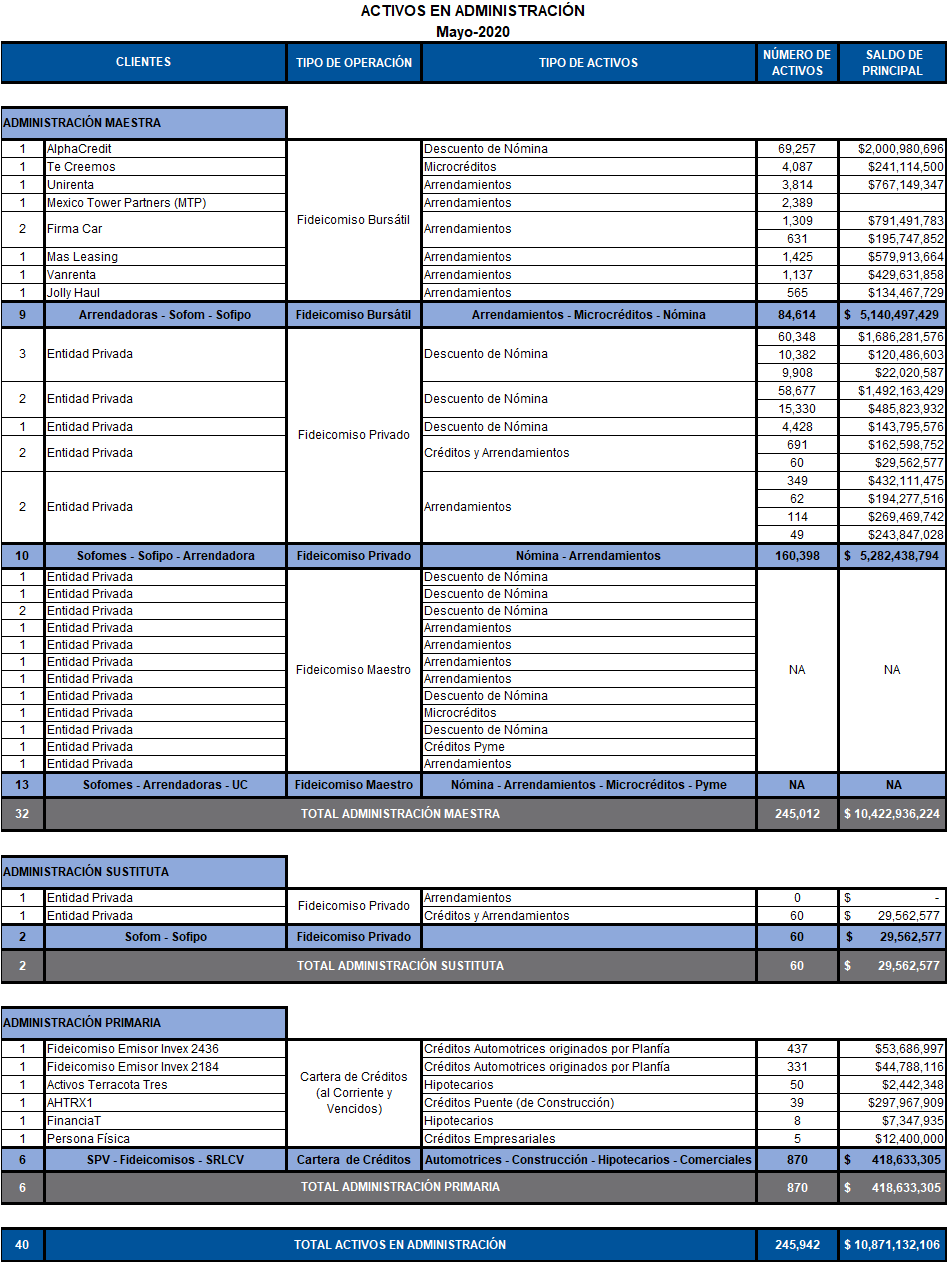 ACTIVOS EN ADMINISTRACIÓN
Mayo-2020
CLIENTES TIPO DE OPERACIÓN TIPO DE ACTIVOS NÚMERO DE ACTIVOS SALDO DE PRINCIPAL
ADMINISTRACIÓN MAESTRA
1 AlphaCredit Descuento de Nómina 69,257 $2,000,980,696
1 Te Creemos Microcréditos 4,087 $241,114,500
1 Unirenta Arrendamientos 3,814 $767,149,347
1 Mexico Tower Partners (MTP) Arrendamientos 2,389
Fideicomiso Bursátil
2 Firma Car Arrendamientos 1,309 $791,491,783
631 $195,747,852
1 Mas Leasing Arrendamientos 1,425 $579,913,664
1 Vanrenta Arrendamientos 1,137 $429,631,858
1 Jolly Haul Arrendamientos 565 $134,467,729
9 Arrendadoras - Sofom - Sofipo Fideicomiso Bursátil Arrendamientos - Microcréditos - Nómina 84,614 $ 5,140,497,429
3 Entidad Privada Descuento de Nómina 60,348 $1,686,281,576
10,382 $120,486,603
9,908 $22,020,587
2 Entidad Privada Descuento de Nómina 58,677 $1,492,163,429
15,330 $485,823,932
1 Entidad Privada Descuento de Nómina 4,428 $143,795,576
Fideicomiso Privado
2 Entidad Privada Créditos y Arrendamientos 691 $162,598,752
60 $29,562,577
2 Entidad Privada Arrendamientos 349 $432,111,475
62 $194,277,516
114 $269,469,742
49 $243,847,028
10 Sofomes - Sofipo - Arrendadora Fideicomiso Privado Nómina - Arrendamientos 160,398 $ 5,282,438,794
1 Entidad Privada Descuento de Nómina
1 Entidad Privada Descuento de Nómina
2 Entidad Privada Descuento de Nómina
1 Entidad Privada Arrendamientos
1 Entidad Privada Arrendamientos
1 Entidad Privada Arrendamientos
Fideicomiso Maestro NA NA
1 Entidad Privada Arrendamientos
1 Entidad Privada Descuento de Nómina
1 Entidad Privada Microcréditos
1 Entidad Privada Descuento de Nómina
1 Entidad Privada Créditos Pyme
1 Entidad Privada Arrendamientos
13 Sofomes - Arrendadoras - UC Fideicomiso Maestro Nómina - Arrendamientos - Microcréditos - Pyme NA NA
32 TOTAL ADMINISTRACIÓN MAESTRA 245,012 $ 10,422,936,224
ADMINISTRACIÓN SUSTITUTA
1 Entidad Privada Fideicomiso Privado Arrendamientos 0 $ -
1 Entidad Privada Créditos y Arrendamientos 60 $ 29,562,577
2 Sofom - Sofipo Fideicomiso Privado 60 $ 29,562,577
2 TOTAL ADMINISTRACIÓN SUSTITUTA 60 $ 29,562,577
ADMINISTRACIÓN PRIMARIA
1 Fideicomiso Emisor Invex 2436 Créditos Automotrices originados por Planfía 437 $53,686,997
1 Fideicomiso Emisor Invex 2184 Créditos Automotrices originados por Planfía 331 $44,788,116
Cartera de Créditos
1 Activos Terracota Tres Hipotecarios 50 $2,442,348
(al Corriente y
1 AHTRX1 Créditos Puente (de Construcción) 39 $297,967,909
Vencidos)
1 FinanciaT Hipotecarios 8 $7,347,935
1 Persona Física Créditos Empresariales 5 $12,400,000
6 SPV - Fideicomisos - SRLCV Cartera de Créditos Automotrices - Construcción - Hipotecarios - Comerciales 870 $ 418,633,305
6 TOTAL ADMINISTRACIÓN PRIMARIA 870 $ 418,633,305
40 TOTAL ACTIVOS EN ADMINISTRACIÓN 245,942 $ 10,871,132,106